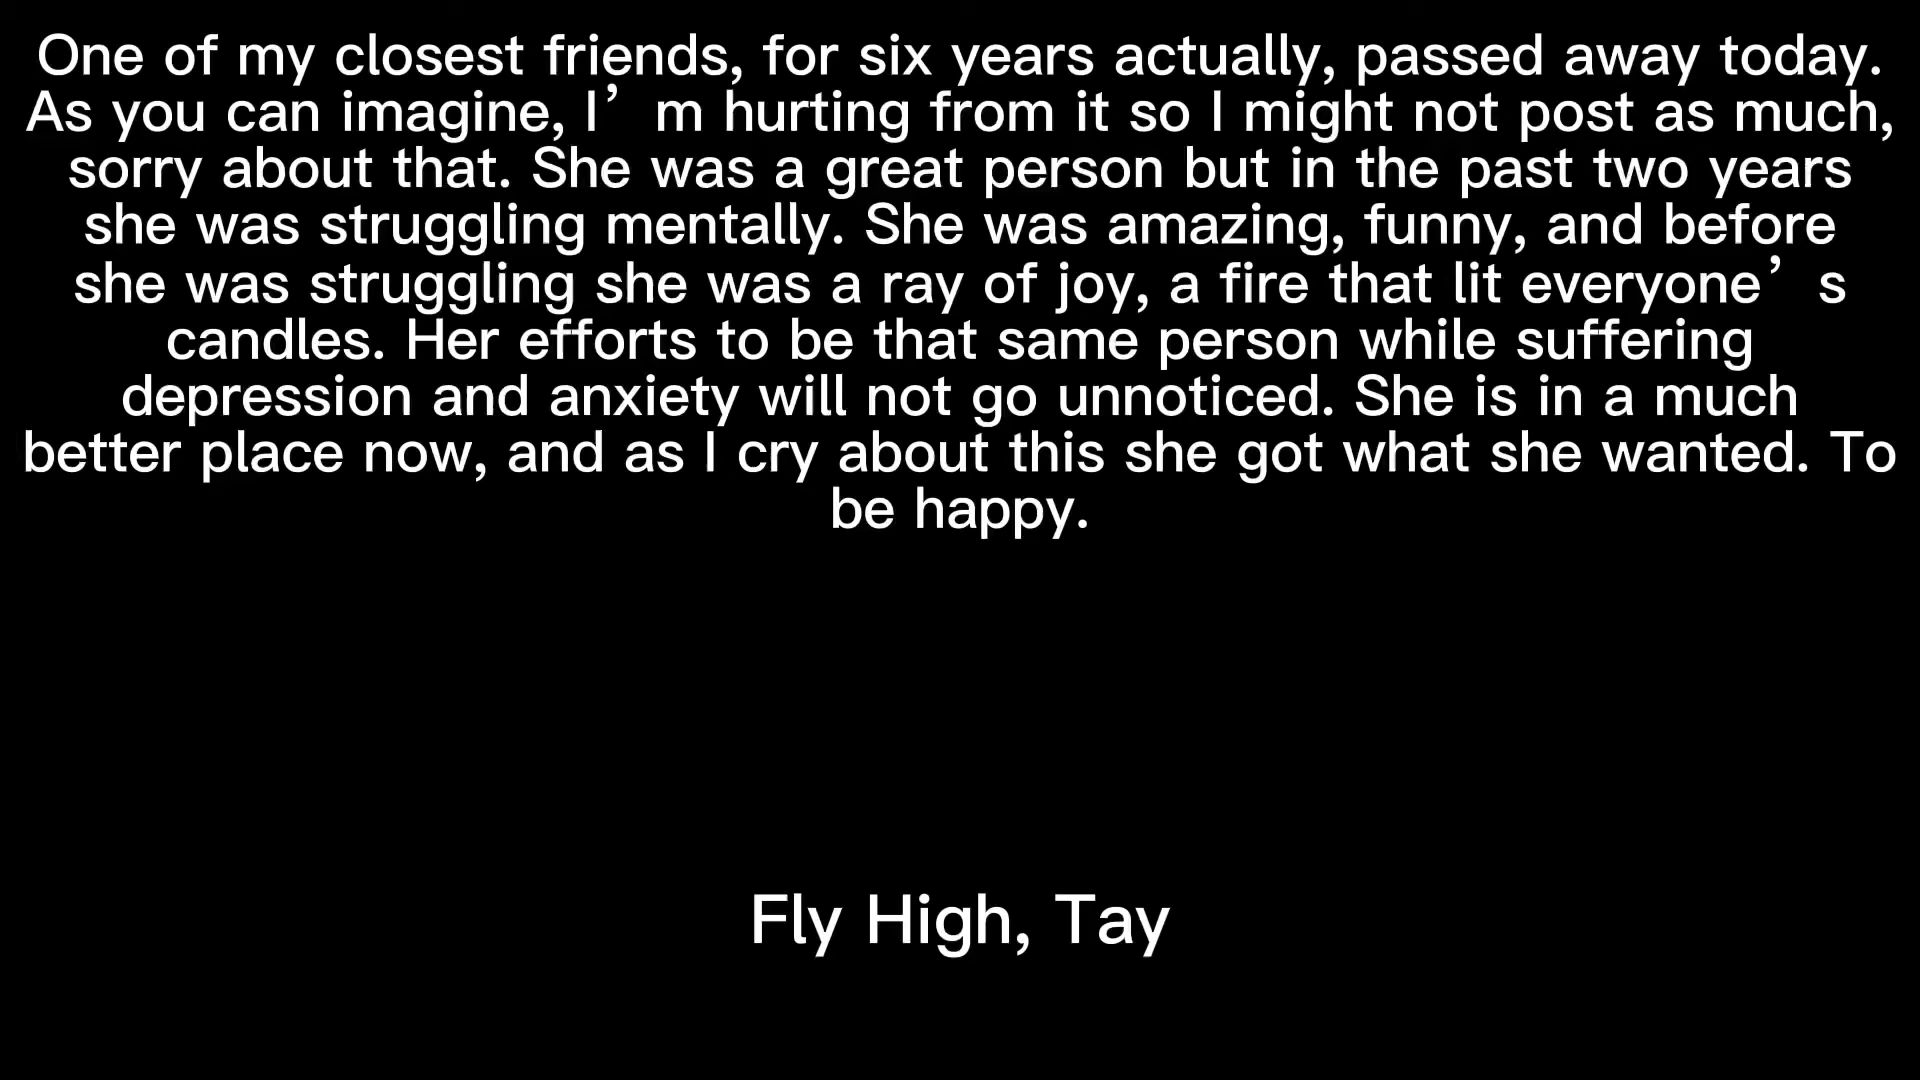 One of my closest friends, for six years actually, passed away today.
As you can imagine, I’m hurting from it so I might not post as much,
sorry about that. She was a great person but in the past two years
she was struggling mentally. She was amazing, funny, and before
she was struggling she was a ray of joy, a fire that lit everyone’s
candles. Her efforts to be that same person while suffering
depression and anxiety will not go unnoticed. She is in a much
better place now, and as I cry about this she got what she wanted. To
be happy.
Fly High, Tay